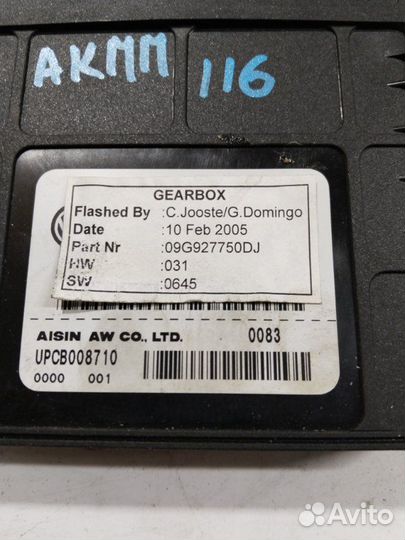 AKMM 116
GEARBOX
Flashed By :C.Jooste/G.Domingo
Date :10 Feb 2005
Part Nr :09G927750DJ
HW :031
SW :0645
AISIN AW CO., LTD. 0083
UPCB008710
0000 001
Avito